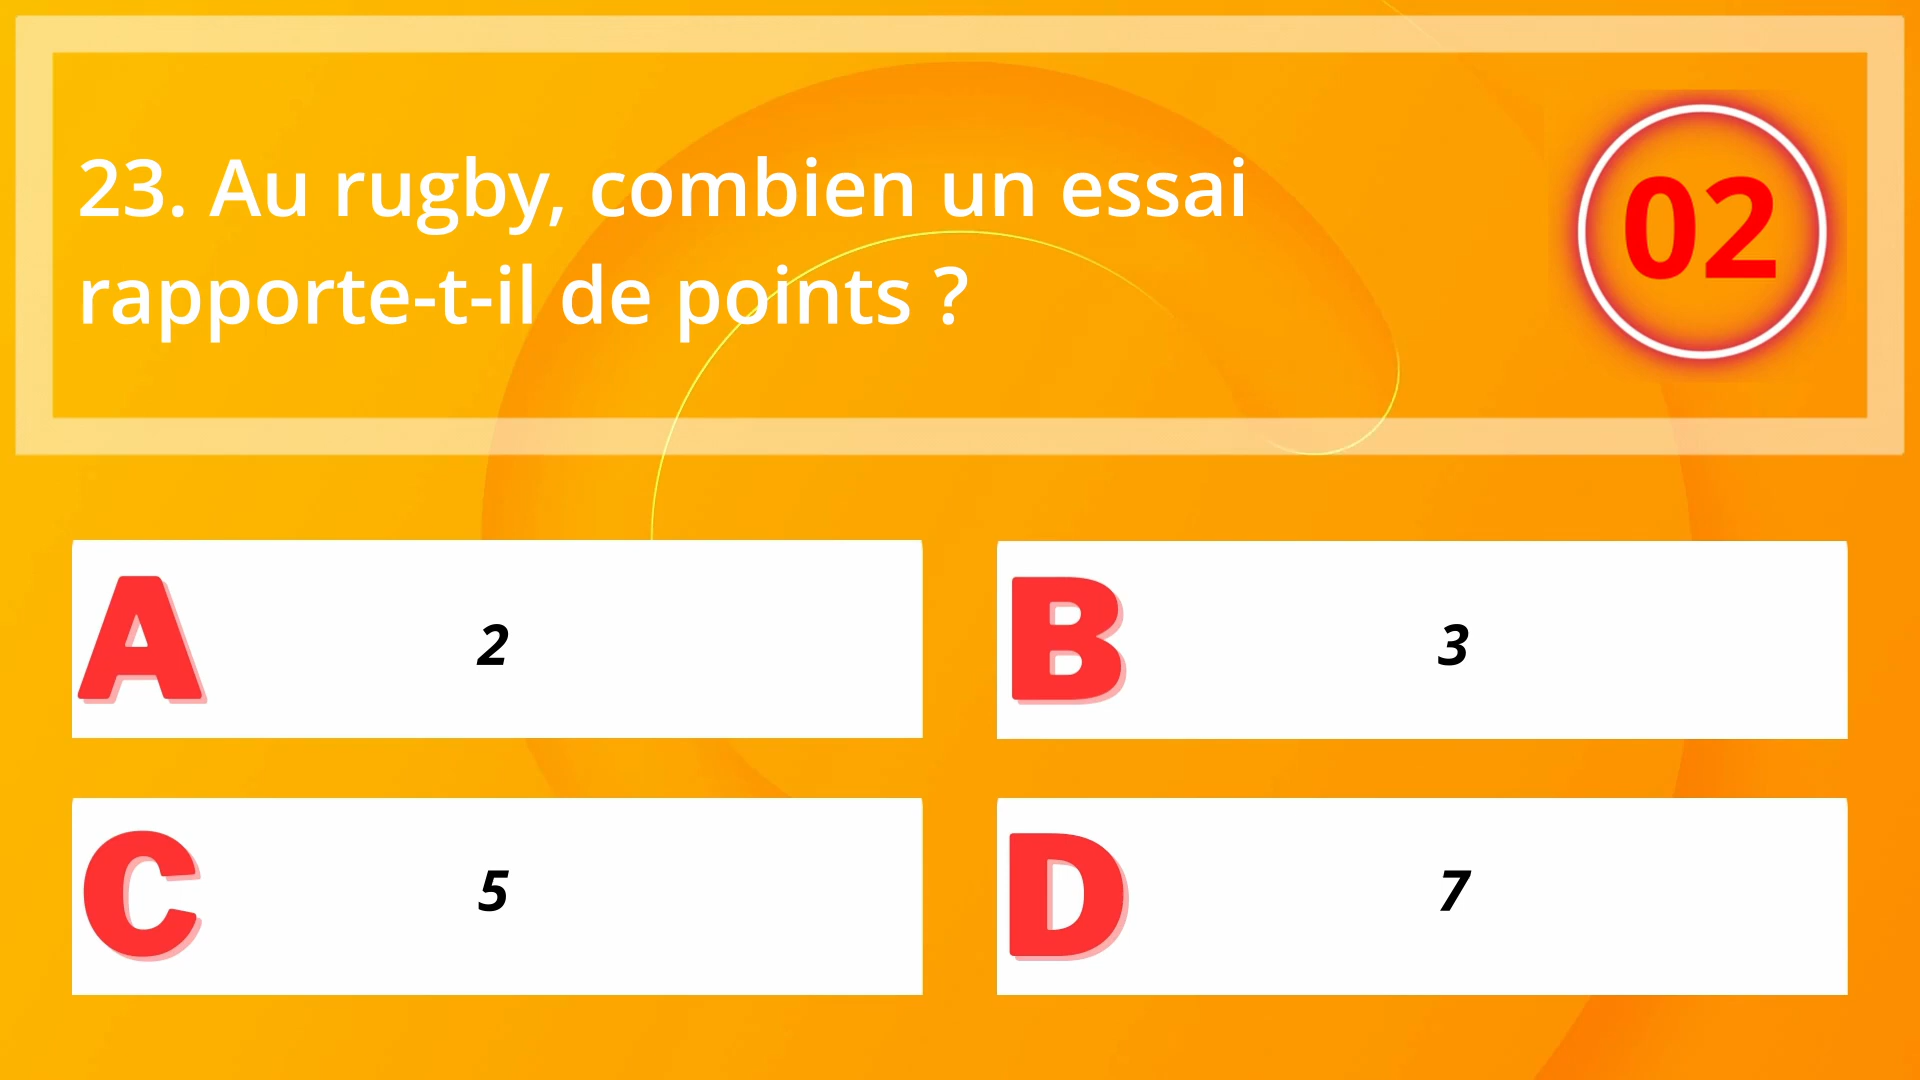 23. Au rugby, combien un essai
rapporte-t-il de points ?
02
A 2
B 3
C 5
D 7